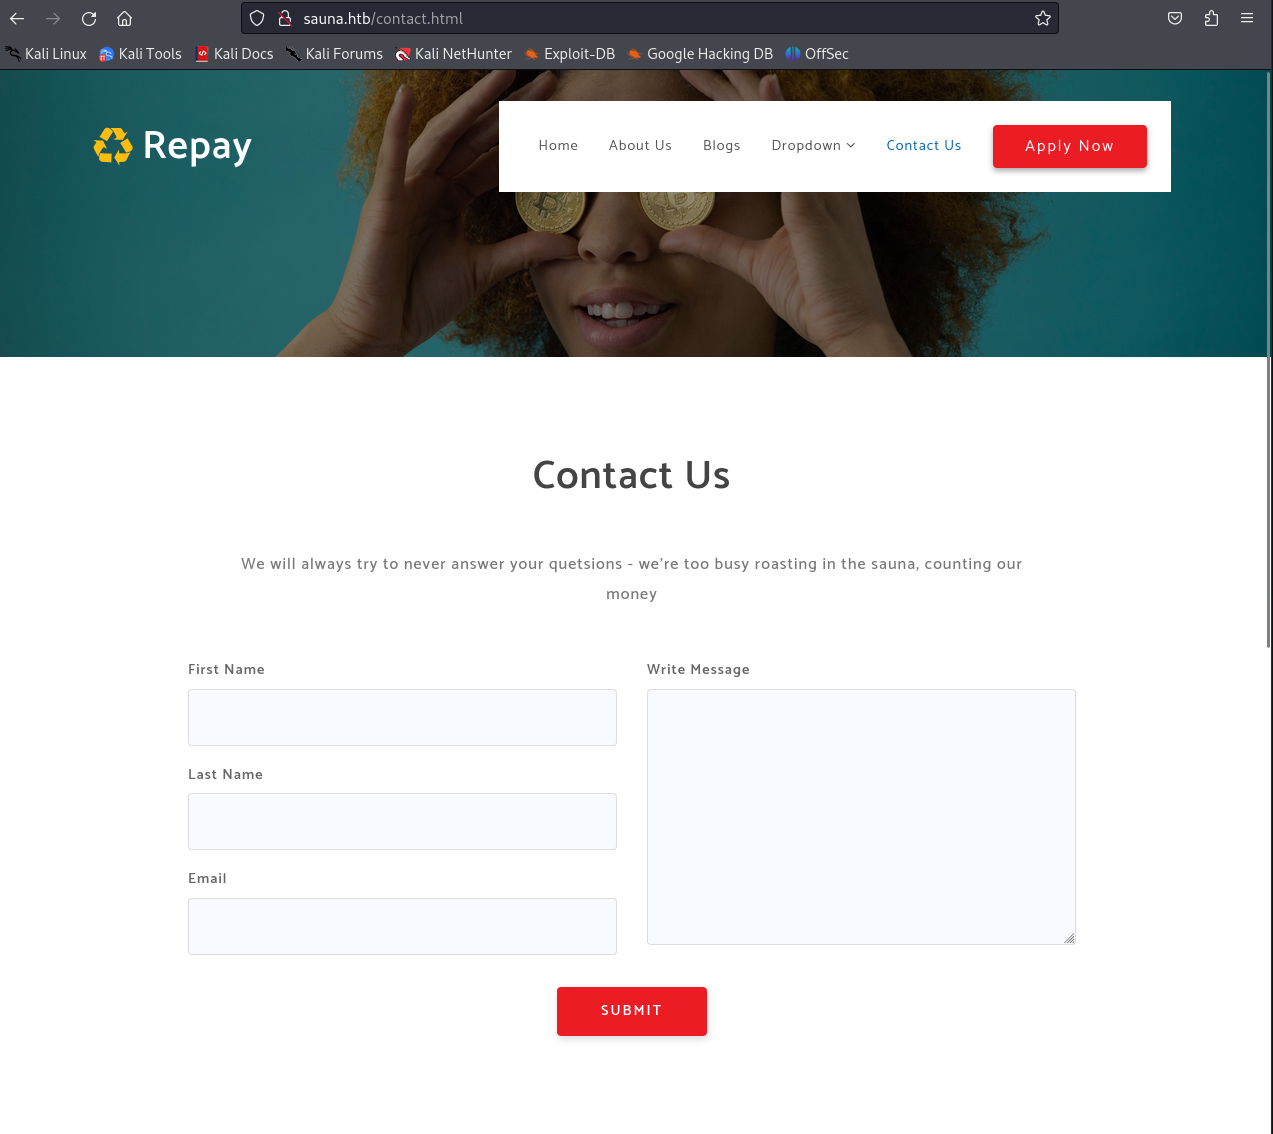 sauna.htb/contact.html
Kali Linux Kali Tools Kali Docs Kali Forums Kali NetHunter Exploit-DB Google Hacking DB OffSec
Repay
Home About Us Blogs Dropdown Contact Us Apply Now
Contact Us
We will always try to never answer your quetsions - we're too busy roasting in the sauna, counting our
money
First Name
Write Message
Last Name
Email
SUBMIT